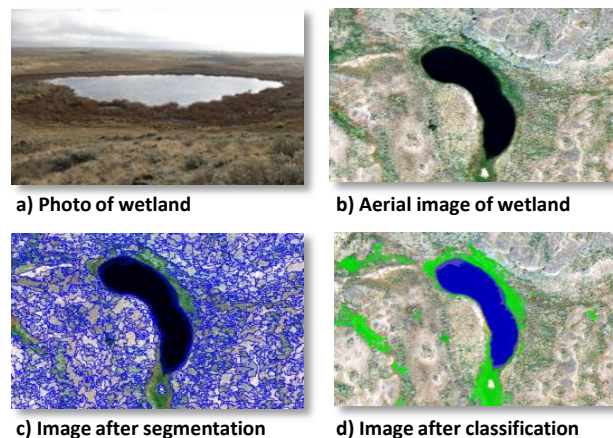 a) Photo of wetland
b) Aerial image of wetland
c) Image after segmentation
d) Image after classification